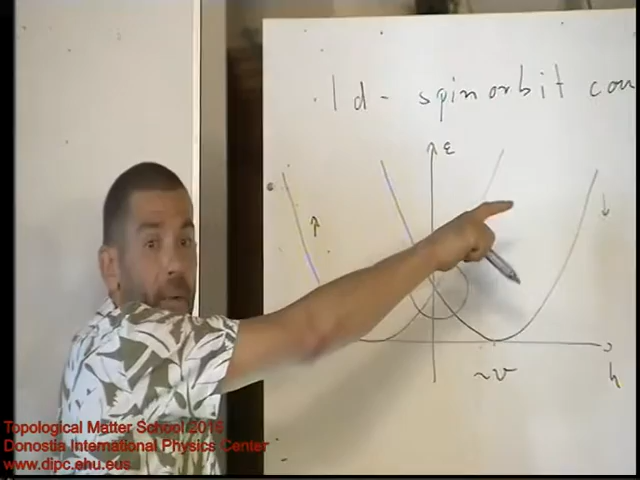 1d - spinorbit cou
ε
↑
↓
~v
k
Topological Matter School 2015
Donostia International Physics Center
www.dipc.ehu.eus